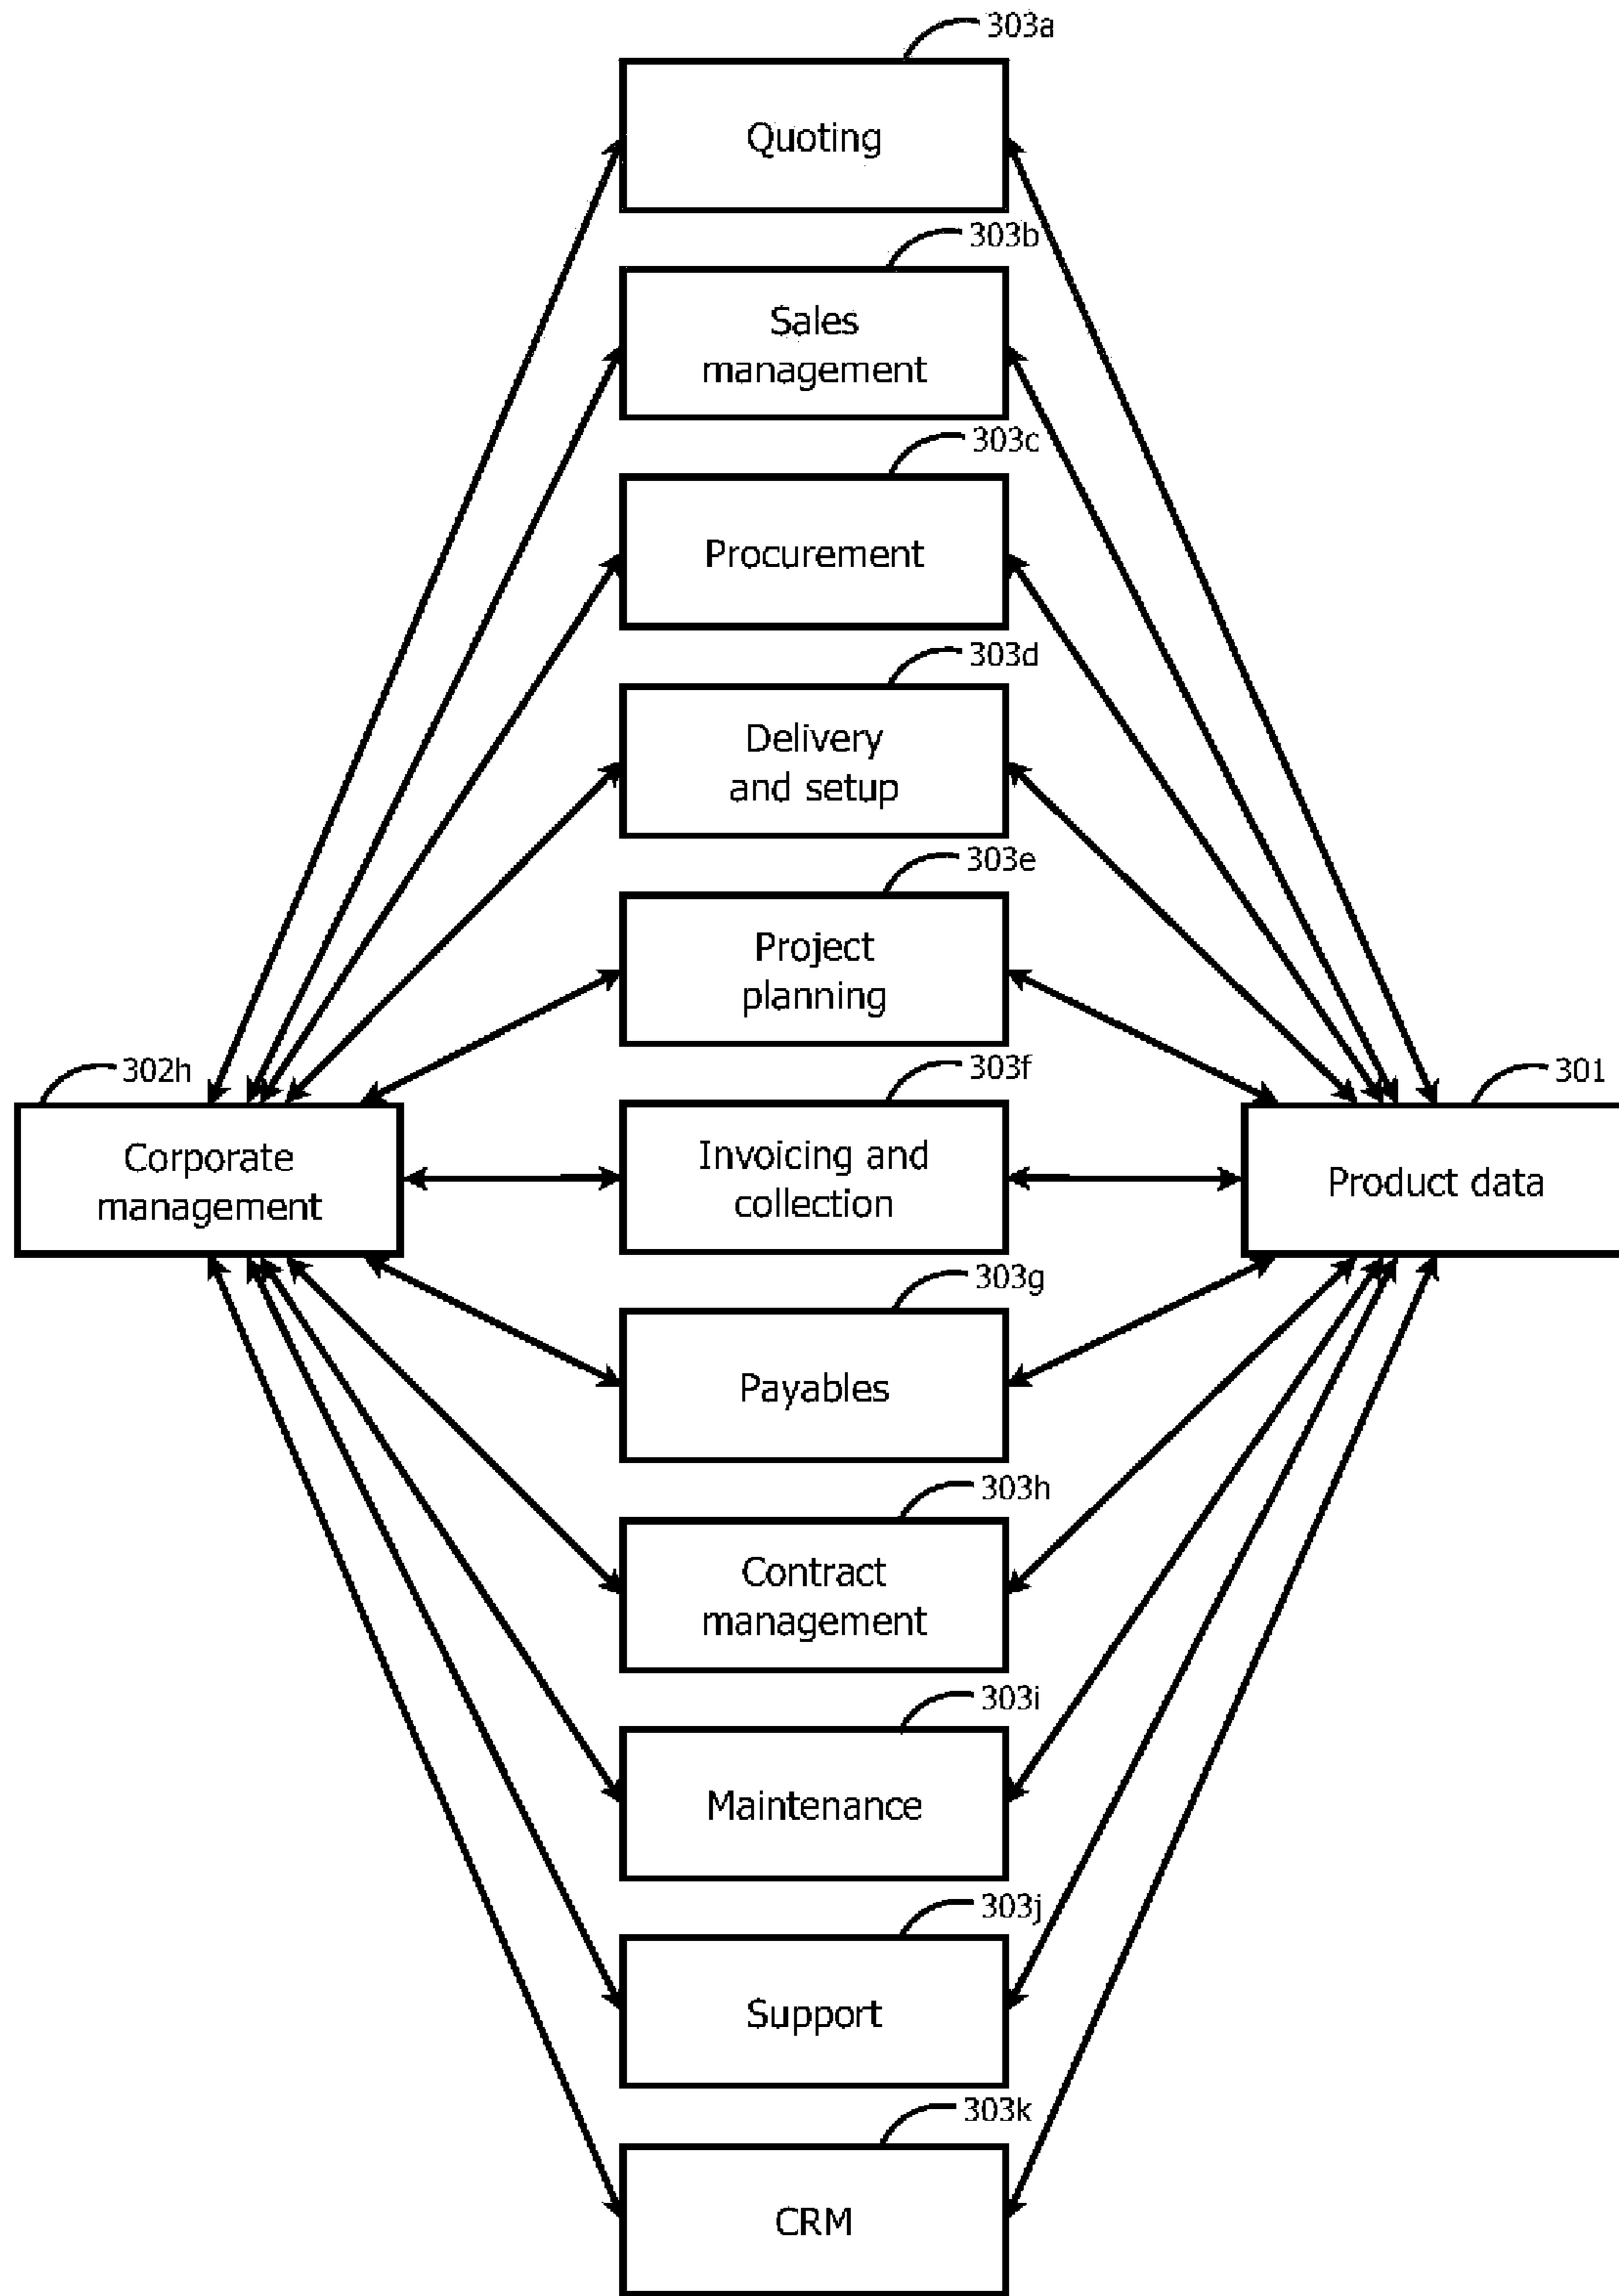 303a
Quoting
303b
Sales
management
303c
Procurement
303d
Delivery
and setup
303e
Project
planning
302h
303f
301
Corporate
management
Invoicing and
collection
Product data
303g
Payables
303h
Contract
management
303i
Maintenance
303j
Support
303k
CRM